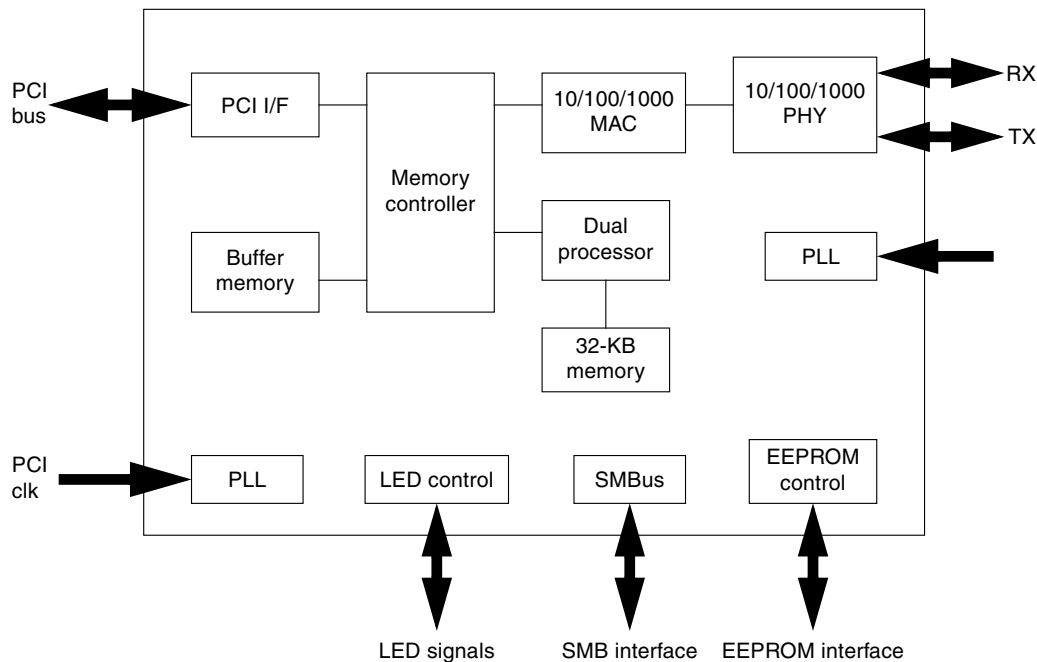 PCI
bus
PCI I/F
Memory
controller
10/100/1000
MAC
10/100/1000
PHY
RX
TX
Buffer
memory
Dual
processor
PLL
32-KB
memory
PCI
clk
PLL
LED control
SMBus
EEPROM
control
LED signals
SMB interface
EEPROM interface